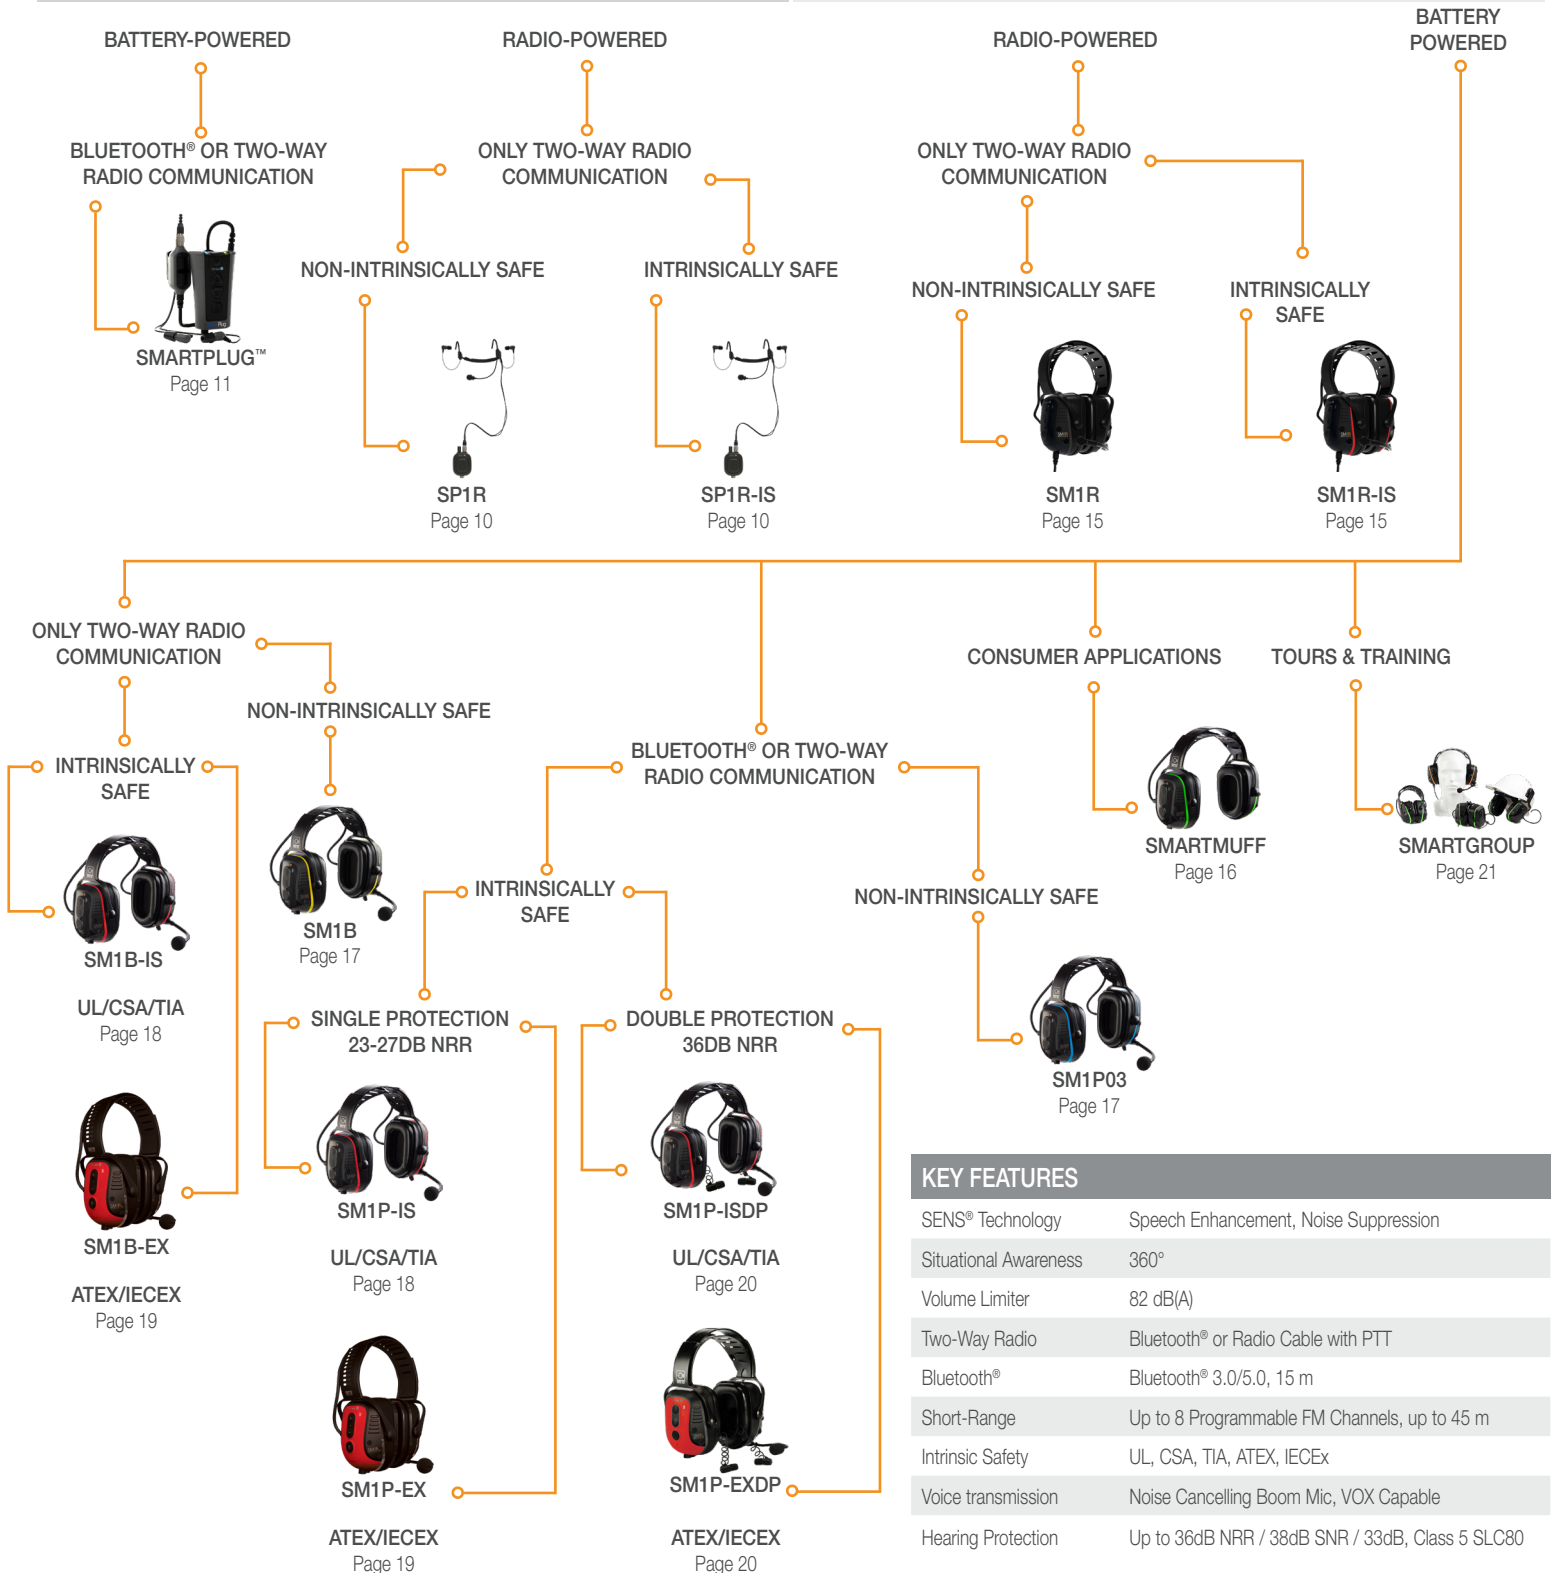 BATTERY-POWERED
RADIO-POWERED
RADIO-POWERED
BATTERY
POWERED
BLUETOOTH® OR TWO-WAY
RADIO COMMUNICATION
ONLY TWO-WAY RADIO
COMMUNICATION
ONLY TWO-WAY RADIO
COMMUNICATION
SMARTPLUG™
Page 11
NON-INTRINSICALLY SAFE
INTRINSICALLY SAFE
NON-INTRINSICALLY SAFE
INTRINSICALLY
SAFE
SP1R
Page 10
SP1R-IS
Page 10
SM1R
Page 15
SM1R-IS
Page 15
ONLY TWO-WAY RADIO
COMMUNICATION
NON-INTRINSICALLY SAFE
INTRINSICALLY
SAFE
SM1B-IS
UL/CSA/TIA
Page 18
SM1B-EX
ATEX/IECEX
Page 19
SM1B
Page 17
BLUETOOTH® OR TWO-WAY
RADIO COMMUNICATION
INTRINSICALLY
SAFE
SINGLE PROTECTION
23-27DB NRR
SM1P-IS
UL/CSA/TIA
Page 18
SM1P-EX
ATEX/IECEX
Page 19
DOUBLE PROTECTION
36DB NRR
SM1P-ISDP
UL/CSA/TIA
Page 20
SM1P-EXDP
ATEX/IECEX
Page 20
NON-INTRINSICALLY SAFE
SM1P03
Page 17
CONSUMER APPLICATIONS
SMARTMUFF
Page 16
TOURS & TRAINING
SMARTGROUP
Page 21
KEY FEATURES
SENS® Technology Speech Enhancement, Noise Suppression
Situational Awareness 360°
Volume Limiter 82 dB(A)
Two-Way Radio Bluetooth® or Radio Cable with PTT
Bluetooth® Bluetooth® 3.0/5.0, 15 m
Short-Range Up to 8 Programmable FM Channels, up to 45 m
Intrinsic Safety UL, CSA, TIA, ATEX, IECEx
Voice transmission Noise Cancelling Boom Mic, VOX Capable
Hearing Protection Up to 36dB NRR / 38dB SNR / 33dB, Class 5 SLC80